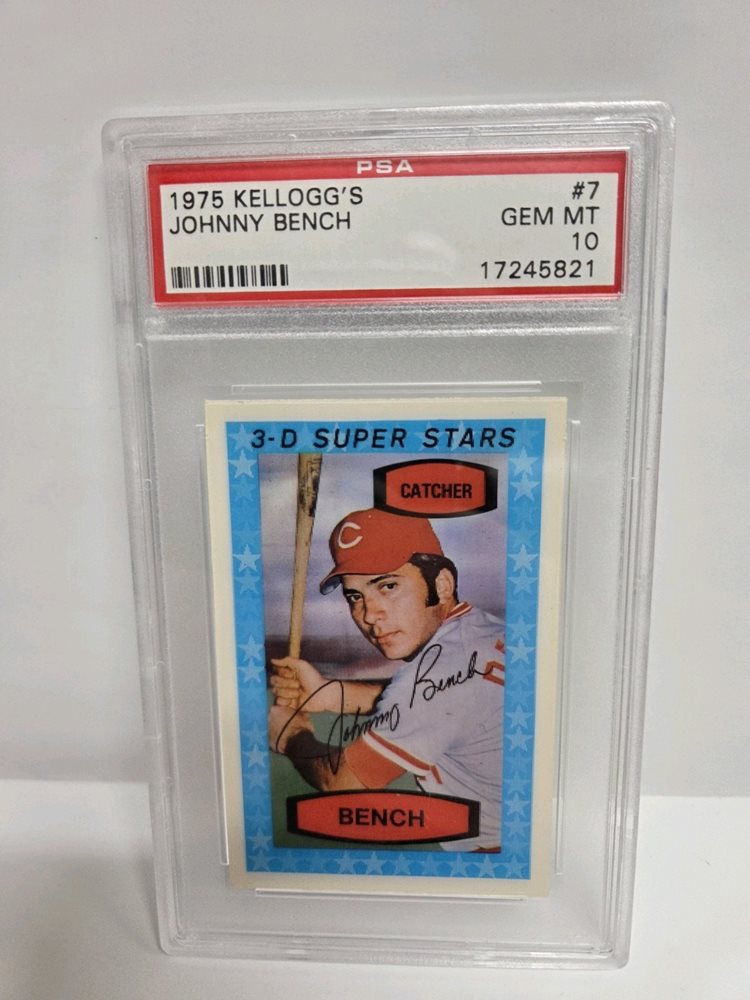 PSA
1975 KELLOGG'S #7
JOHNNY BENCH GEM MT
10
17245821
3-D SUPER STARS
CATCHER
C
Johnny Bench
BENCH